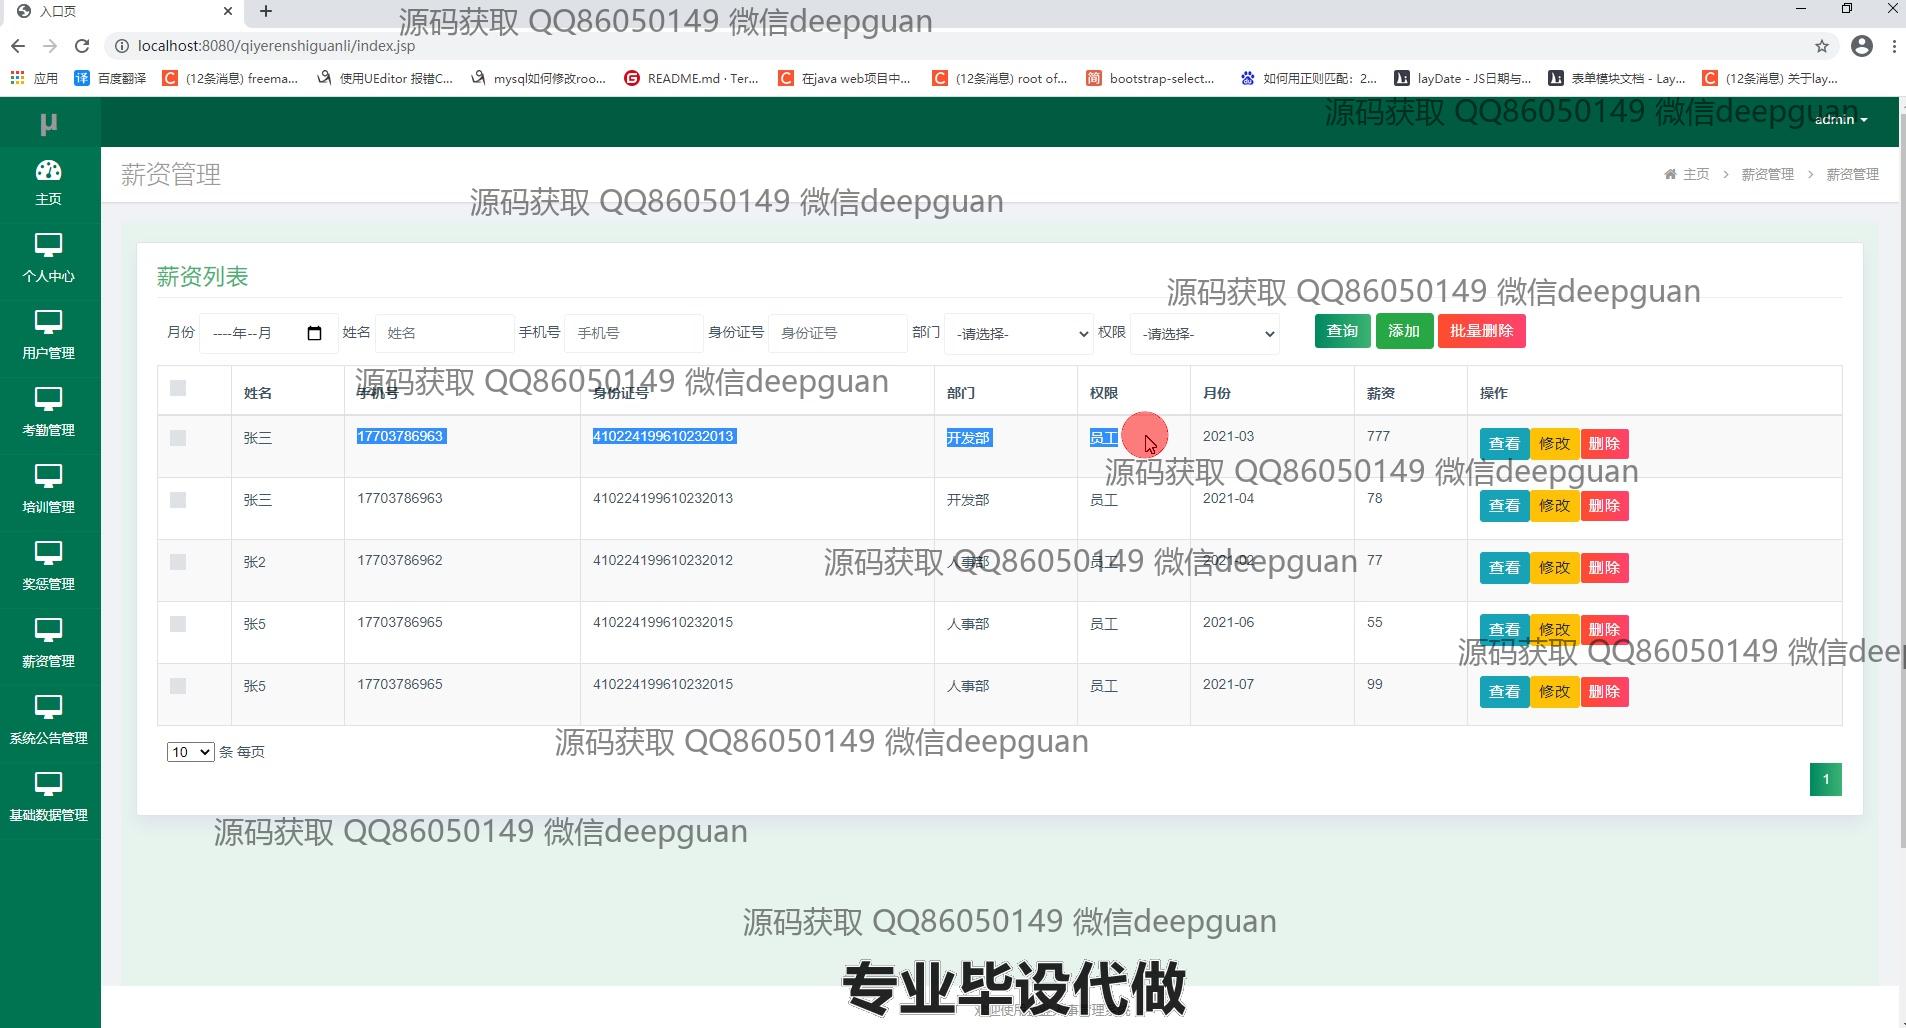 入口页
源码获取 QQ86050149 微信deepguan
localhost:8080/qiyerenshiguanli/index.jsp
应用 百度翻译 (12条消息) freema... 使用UEditor 报错C... mysql如何修改roo... README.md · Ter... 在java web项目中... (12条消息) root of... bootstrap-select... 如何用正则匹配：2... layDate - JS日期与... 表单模块文档 - Lay... (12条消息) 关于lay...
μ
源码获取 QQ86050149 微信deepguan
admin
主页
个人中心
用户管理
考勤管理
培训管理
奖惩管理
薪资管理
系统公告管理
基础数据管理
薪资管理
主页 > 薪资管理 > 薪资管理
源码获取 QQ86050149 微信deepguan
薪资列表
源码获取 QQ86050149 微信deepguan
月份 ----年--月 姓名 姓名 手机号 手机号 身份证号 身份证号 部门 -请选择- 权限 -请选择- 查询 添加 批量删除
源码获取 QQ86050149 微信deepguan
姓名 手机号 身份证号 部门 权限 月份 薪资 操作
张三 17703786963 410224199610232013 开发部 员工 2021-03 777 查看 修改 删除
源码获取 QQ86050149 微信deepguan
张三 17703786963 410224199610232013 开发部 员工 2021-04 78 查看 修改 删除
张2 17703786962 410224199610232012 人事部 员工 2021-02 77 查看 修改 删除
源码获取 QQ86050149 微信deepguan
张5 17703786965 410224199610232015 人事部 员工 2021-06 55 查看 修改 删除
源码获取 QQ86050149 微信deep
张5 17703786965 410224199610232015 人事部 员工 2021-07 99 查看 修改 删除
10 条 每页
源码获取 QQ86050149 微信deepguan
1
源码获取 QQ86050149 微信deepguan
源码获取 QQ86050149 微信deepguan
专业毕设代做